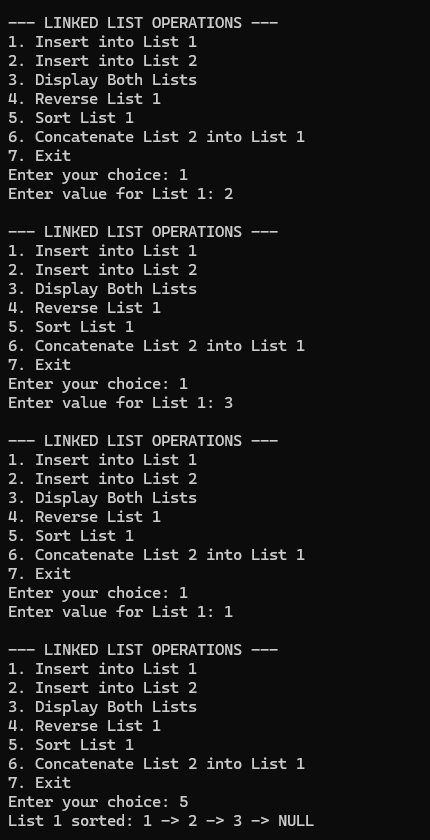 --- LINKED LIST OPERATIONS ---
1. Insert into List 1
2. Insert into List 2
3. Display Both Lists
4. Reverse List 1
5. Sort List 1
6. Concatenate List 2 into List 1
7. Exit
Enter your choice: 1
Enter value for List 1: 2

--- LINKED LIST OPERATIONS ---
1. Insert into List 1
2. Insert into List 2
3. Display Both Lists
4. Reverse List 1
5. Sort List 1
6. Concatenate List 2 into List 1
7. Exit
Enter your choice: 1
Enter value for List 1: 3

--- LINKED LIST OPERATIONS ---
1. Insert into List 1
2. Insert into List 2
3. Display Both Lists
4. Reverse List 1
5. Sort List 1
6. Concatenate List 2 into List 1
7. Exit
Enter your choice: 1
Enter value for List 1: 1

--- LINKED LIST OPERATIONS ---
1. Insert into List 1
2. Insert into List 2
3. Display Both Lists
4. Reverse List 1
5. Sort List 1
6. Concatenate List 2 into List 1
7. Exit
Enter your choice: 5
List 1 sorted: 1 -> 2 -> 3 -> NULL